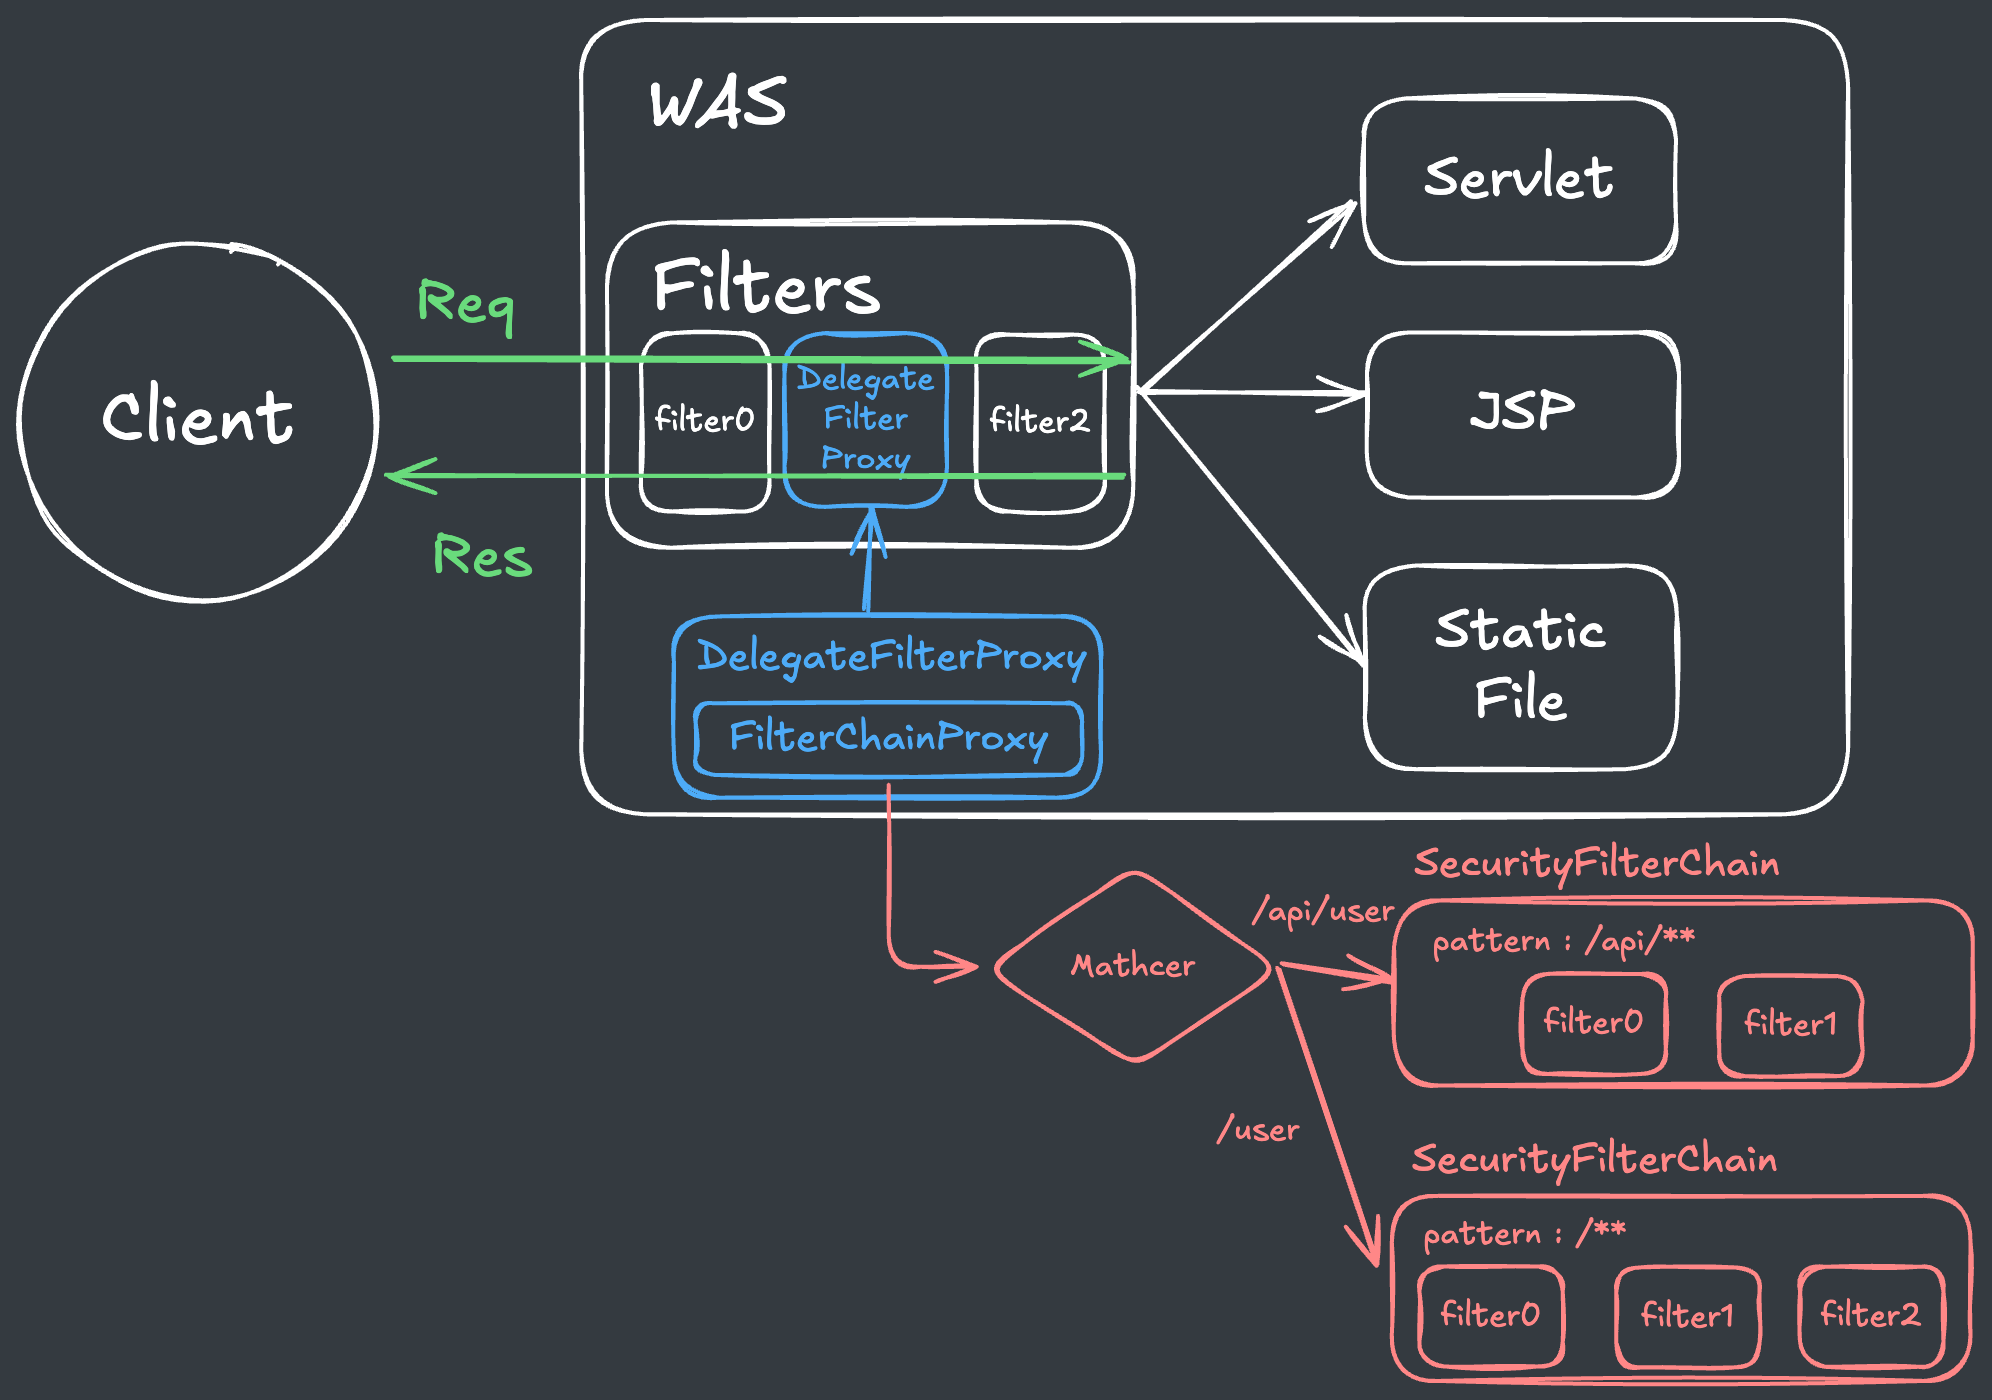 WAS
Servlet
Filters
Req
Client
filter0
Delegate
Filter
Proxy
filter2
JSP
Res
Static
File
DelegateFilterProxy
FilterChainProxy
SecurityFilterChain
/api/user
pattern : /api/**
Mathcer
filter0
filter1
/user
SecurityFilterChain
pattern : /**
filter0
filter1
filter2